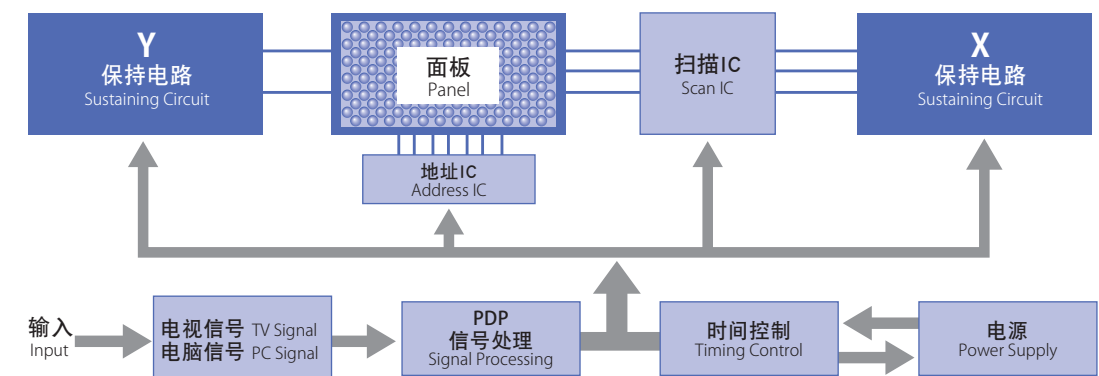 Y
保持电路
Sustaining Circuit
面板
Panel
扫描IC
Scan IC
X
保持电路
Sustaining Circuit
地址IC
Address IC
输入
Input
电视信号 TV Signal
电脑信号 PC Signal
PDP
信号处理
Signal Processing
时间控制
Timing Control
电源
Power Supply